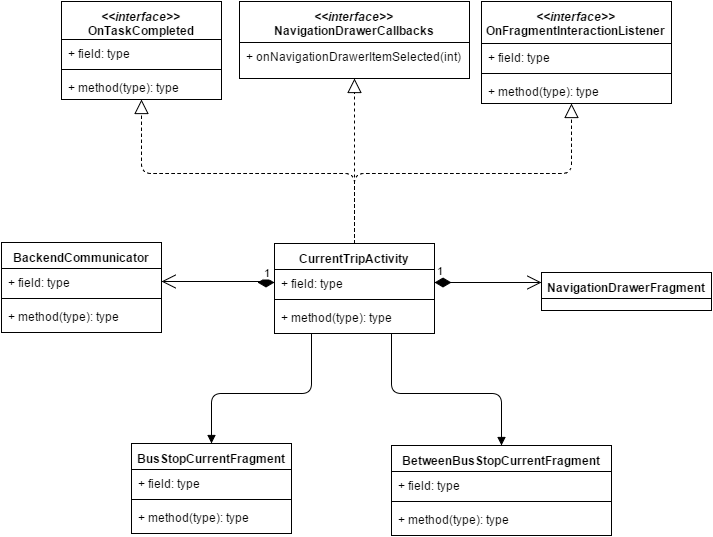 <<interface>>
OnTaskCompleted
+ field: type
+ method(type): type
<<interface>>
NavigationDrawerCallbacks
+ onNavigationDrawerItemSelected(int)
<<interface>>
OnFragmentInteractionListener
+ field: type
+ method(type): type
BackendCommunicator
+ field: type
+ method(type): type
1
CurrentTripActivity
+ field: type
+ method(type): type
1
NavigationDrawerFragment
BusStopCurrentFragment
+ field: type
+ method(type): type
BetweenBusStopCurrentFragment
+ field: type
+ method(type): type